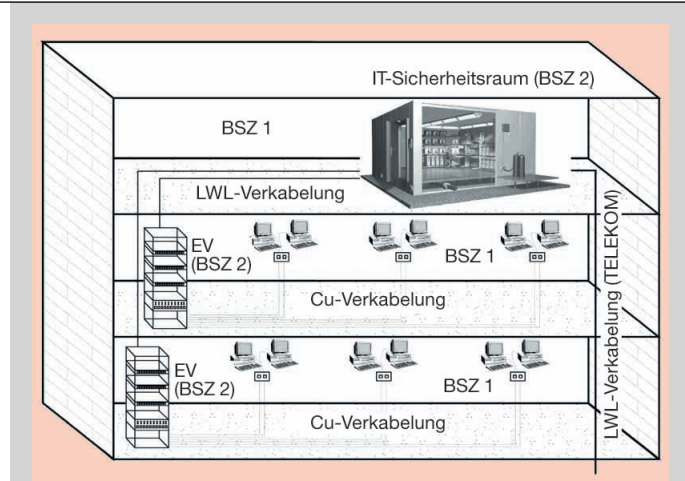 IT-Sicherheitsraum (BSZ 2)
BSZ 1
LWL-Verkabelung
EV
(BSZ 2)
BSZ 1
Cu-Verkabelung
EV
(BSZ 2)
BSZ 1
Cu-Verkabelung
LWL-Verkabelung (TELEKOM)